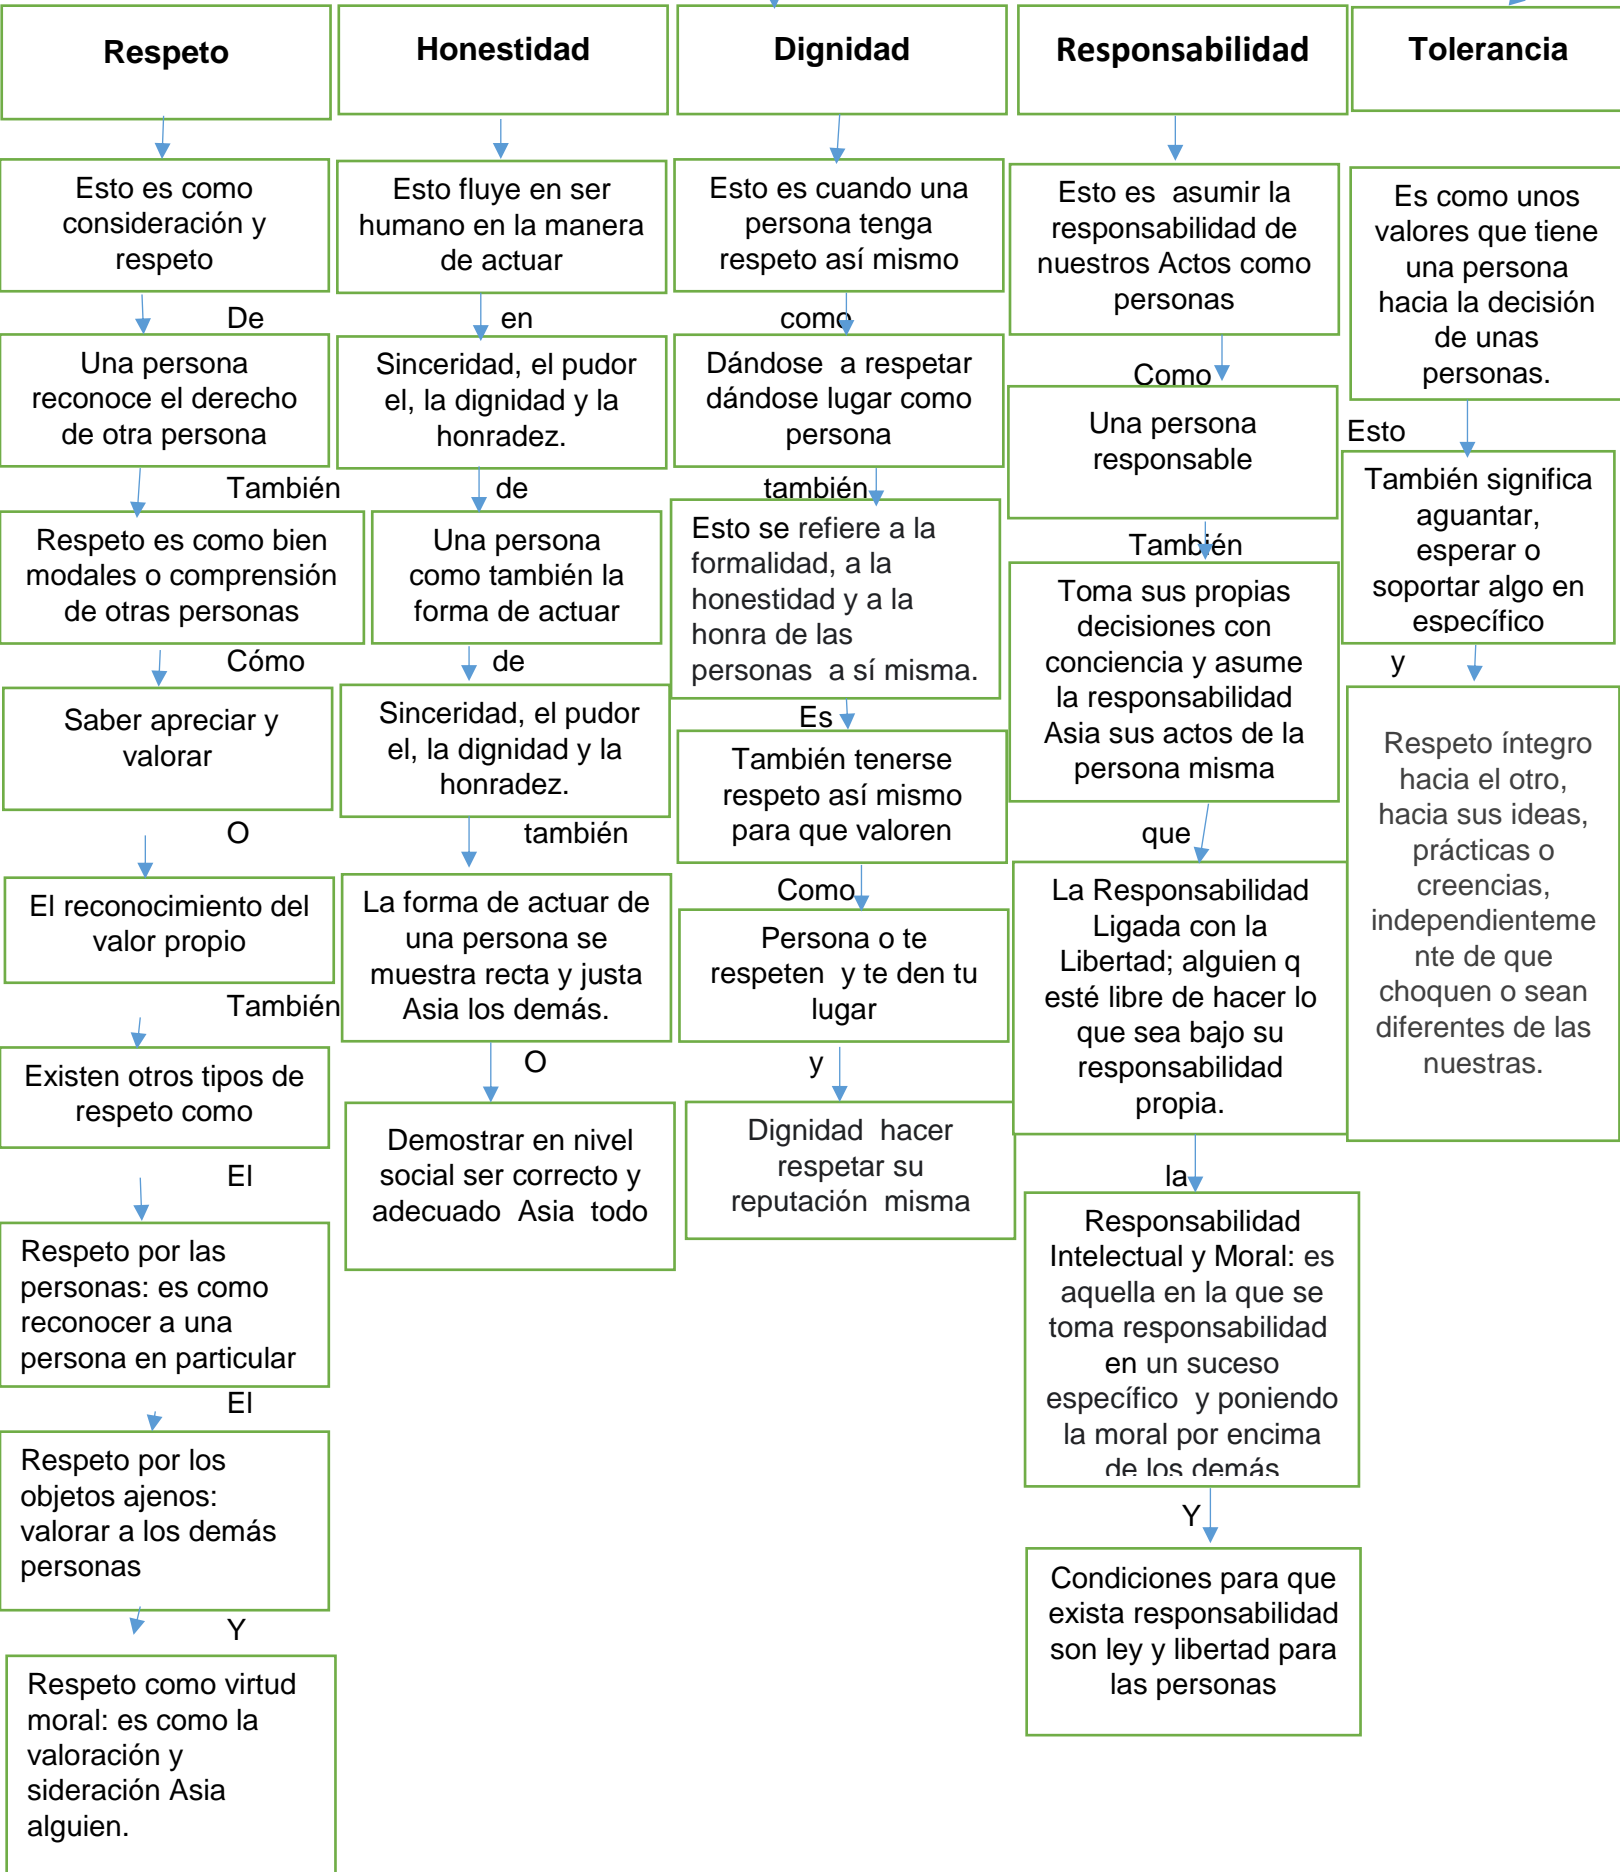 Respeto
Esto es como
consideración y
respeto
De
Una persona
reconoce el derecho
de otra persona
También
Respeto es como bien
modales o comprensión
de otras personas
Cómo
Saber apreciar y
valorar
O
El reconocimiento del
valor propio
También
Existen otros tipos de
respeto como
El
Respeto por las
personas: es como
reconocer a una
persona en particular
El
Respeto por los
objetos ajenos:
valorar a los demás
personas
Y
Respeto como virtud
moral: es como la
valoración y
sideración Asia
alguien.
Honestidad
Esto fluye en ser
humano en la manera
de actuar
en
Sinceridad, el pudor
el, la dignidad y la
honradez.
de
Una persona
como también la
forma de actuar
de
Sinceridad, el pudor
el, la dignidad y la
honradez.
también
La forma de actuar de
una persona se
muestra recta y justa
Asia los demás.
O
Demostrar en nivel
social ser correcto y
adecuado Asia todo
Dignidad
Esto es cuando una
persona tenga
respeto así mismo
como
Dándose a respetar
dándose lugar como
persona
también
Esto se refiere a la
formalidad, a la
honestidad y a la
honra de las
personas a sí misma.
Es
También tenerse
respeto así mismo
para que valoren
Como
Persona o te
respeten y te den tu
lugar
y
Dignidad hacer
respetar su
reputación misma
Responsabilidad
Esto es asumir la
responsabilidad de
nuestros Actos como
personas
Como
Una persona
responsable
También
Toma sus propias
decisiones con
conciencia y asume
la responsabilidad
Asia sus actos de la
persona misma
que
La Responsabilidad
Ligada con la
Libertad; alguien q
esté libre de hacer lo
que sea bajo su
responsabilidad
propia.
la
Responsabilidad
Intelectual y Moral: es
aquella en la que se
toma responsabilidad
en un suceso
específico y poniendo
la moral por encima
de los demás
Y
Condiciones para que
exista responsabilidad
son ley y libertad para
las personas
Tolerancia
Es como unos
valores que tiene
una persona
hacia la decisión
de unas
personas.
Esto
También significa
aguantar,
esperar o
soportar algo en
específico
y
Respeto íntegro
hacia el otro,
hacia sus ideas,
prácticas o
creencias,
independienteme
nte de que
choquen o sean
diferentes de las
nuestras.